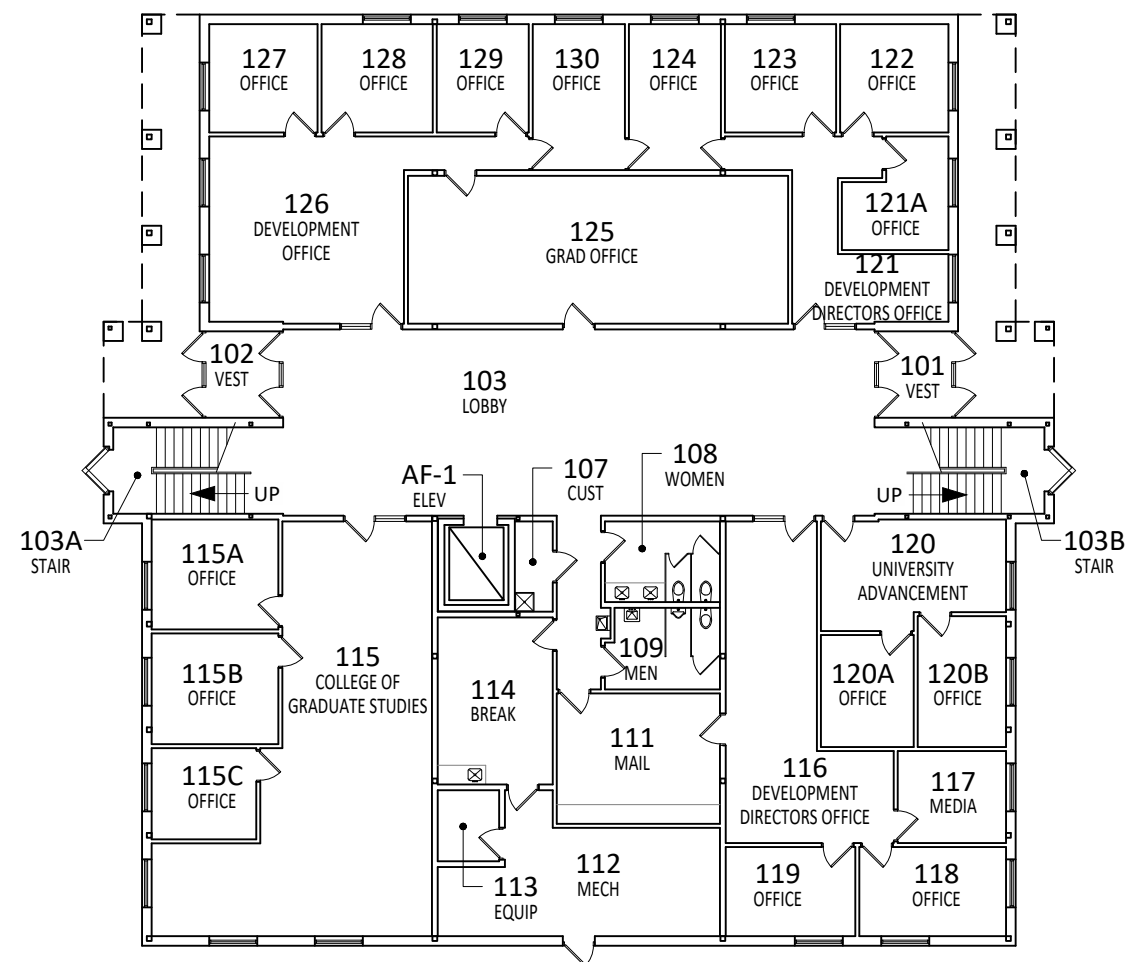 127
OFFICE
128
OFFICE
129
OFFICE
130
OFFICE
124
OFFICE
123
OFFICE
122
OFFICE
126
DEVELOPMENT
OFFICE
125
GRAD OFFICE
121A
OFFICE
121
DEVELOPMENT
DIRECTORS OFFICE
102
VEST
103
LOBBY
101
VEST
AF-1
ELEV
107
CUST
108
WOMEN
UP
UP
103A
STAIR
103B
STAIR
115A
OFFICE
120
UNIVERSITY
ADVANCEMENT
115B
OFFICE
115
COLLEGE OF
GRADUATE STUDIES
114
BREAK
109
MEN
120A
OFFICE
120B
OFFICE
111
MAIL
115C
OFFICE
116
DEVELOPMENT
DIRECTORS OFFICE
117
MEDIA
113
EQUIP
112
MECH
119
OFFICE
118
OFFICE